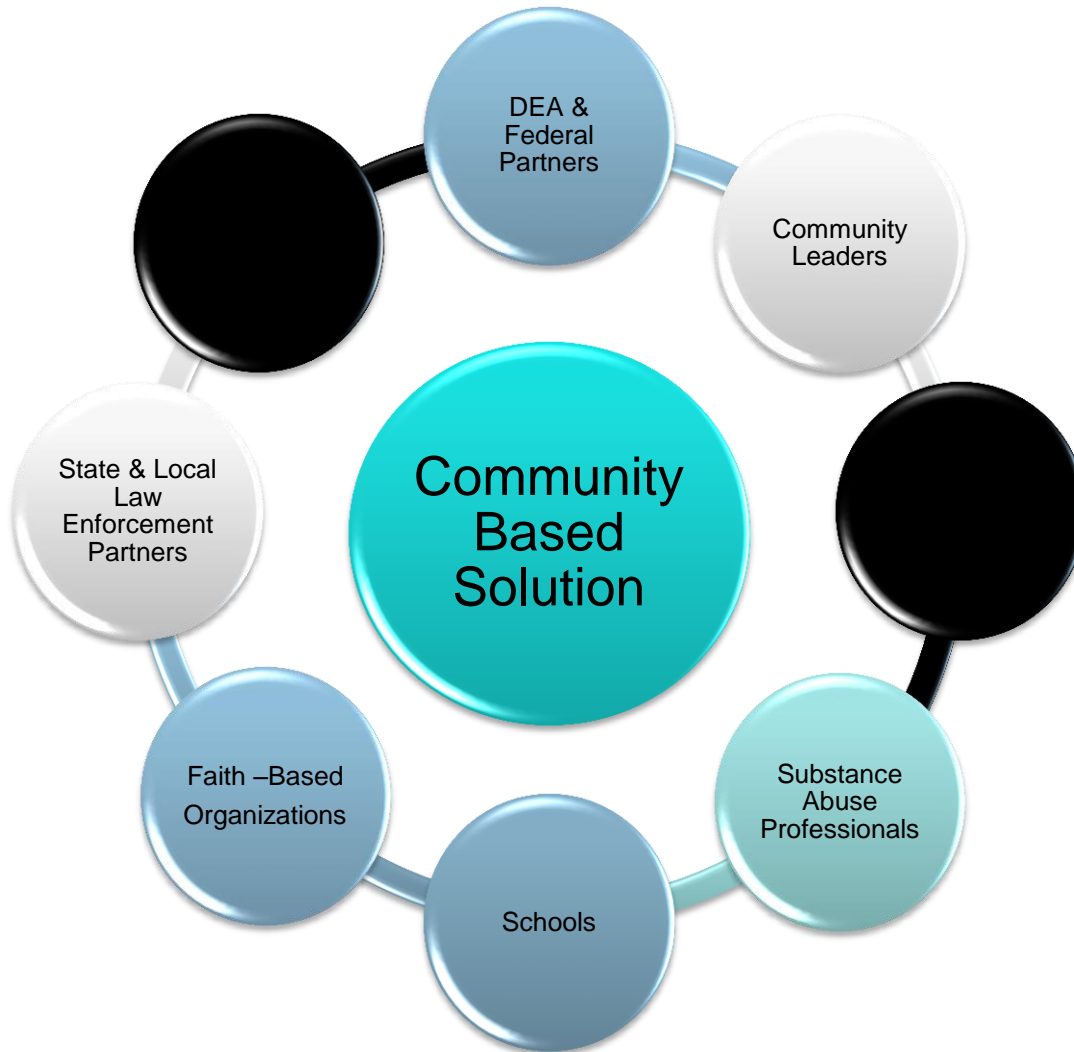 DEA &
Federal
Partners
Community
Leaders
Substance
Abuse
Professionals
Schools
Faith –Based
Organizations
State & Local
Law
Enforcement
Partners
Community
Based
Solution